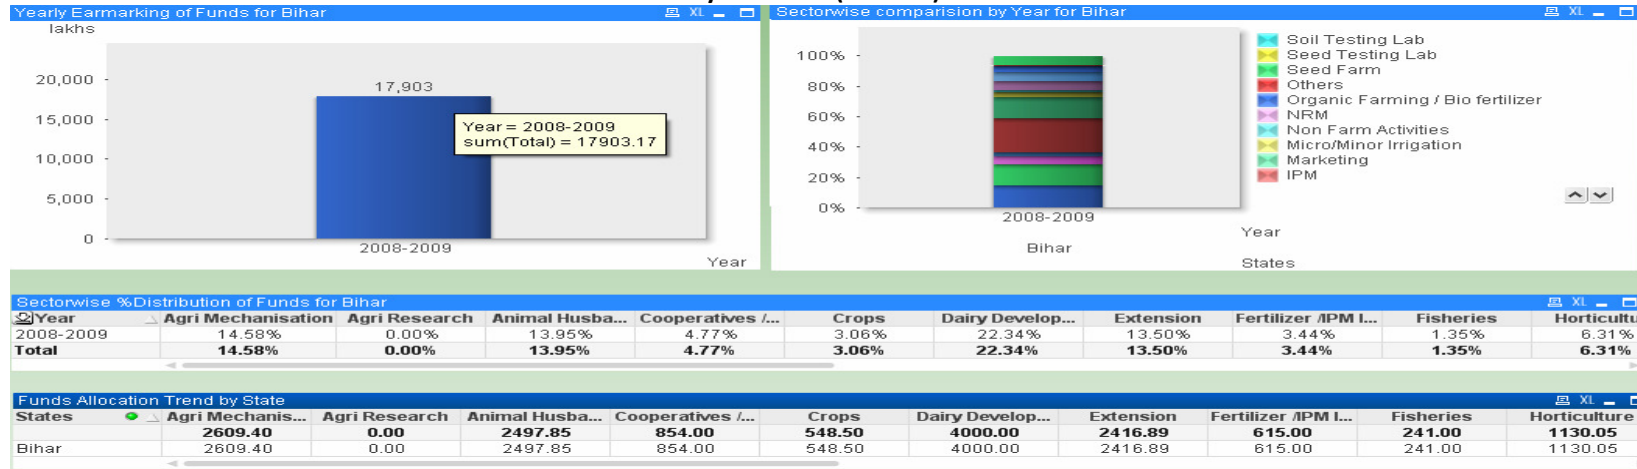 Yearly Earmarking of Funds for Bihar XL
lakhs
20,000
15,000
10,000
5,000
0
17,903
Year = 2008-2009
sum(Total) = 17903.17
2008-2009
Year
Sectorwise comparision by Year for Bihar XL
100%
80%
60%
40%
20%
0%
2008-2009
Bihar
Year
States
Soil Testing Lab
Seed Testing Lab
Seed Farm
Others
Organic Farming / Bio fertilizer
NRM
Non Farm Activities
Micro/Minor Irrigation
Marketing
IPM
Sectorwise %Distribution of Funds for Bihar XL
Year Agri Mechanisation Agri Research Animal Husba... Cooperatives /... Crops Dairy Develop... Extension Fertilizer /IPM I... Fisheries Horticultu
2008-2009 14.58% 0.00% 13.95% 4.77% 3.06% 22.34% 13.50% 3.44% 1.35% 6.31%
Total 14.58% 0.00% 13.95% 4.77% 3.06% 22.34% 13.50% 3.44% 1.35% 6.31%
Funds Allocation Trend by State XL
States Agri Mechanis... Agri Research Animal Husba... Cooperatives /... Crops Dairy Develop... Extension Fertilizer /IPM I... Fisheries Horticulture
2609.40 0.00 2497.85 854.00 548.50 4000.00 2416.89 615.00 241.00 1130.05
Bihar 2609.40 0.00 2497.85 854.00 548.50 4000.00 2416.89 615.00 241.00 1130.05